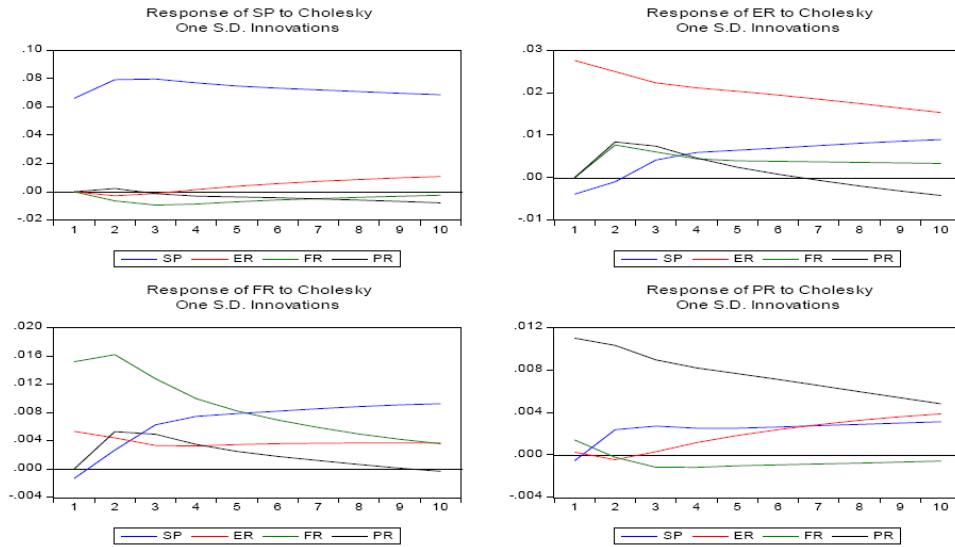 Response of SP to Cholesky
One S.D. Innovations
.10
.08
.06
.04
.02
.00
-.02
1 2 3 4 5 6 7 8 9 10
SP ER FR PR
Response of ER to Cholesky
One S.D. Innovations
.03
.02
.01
.00
-.01
1 2 3 4 5 6 7 8 9 10
SP ER FR PR
Response of FR to Cholesky
One S.D. Innovations
.020
.016
.012
.008
.004
.000
-.004
1 2 3 4 5 6 7 8 9 10
SP ER FR PR
Response of PR to Cholesky
One S.D. Innovations
.012
.008
.004
.000
-.004
1 2 3 4 5 6 7 8 9 10
SP ER FR PR